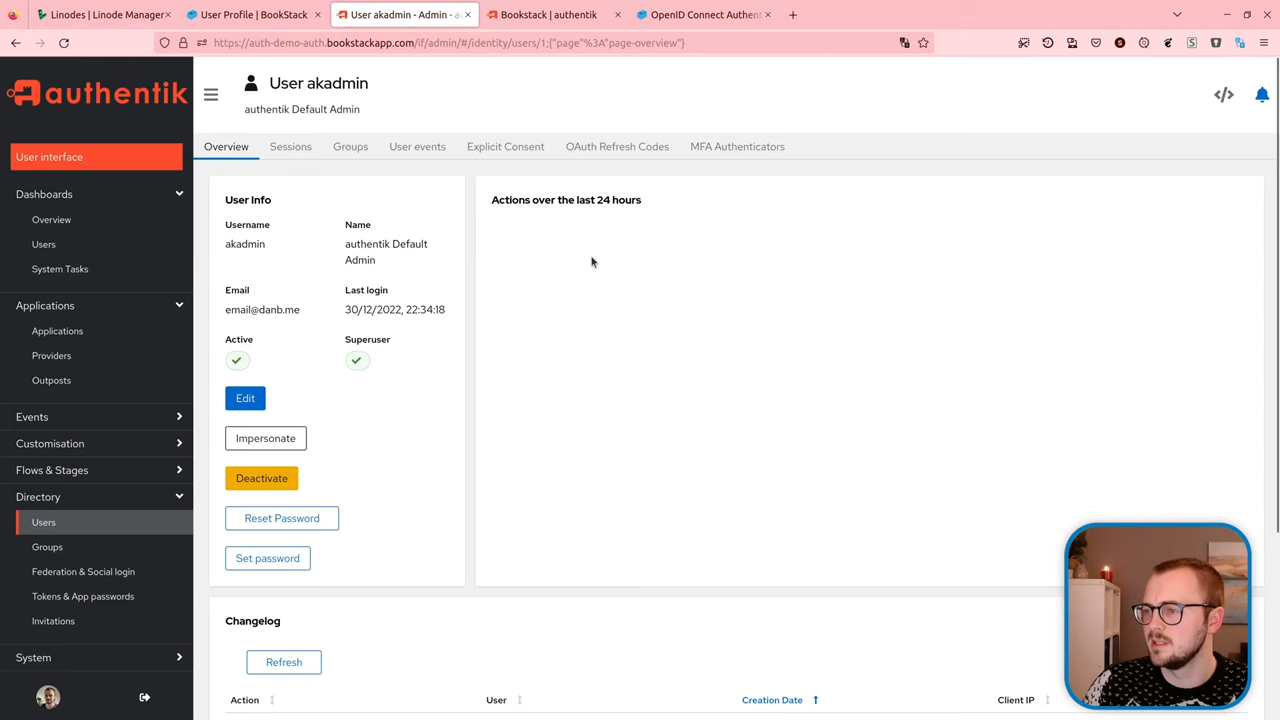 Linodes | Linode Manager
User Profile | BookStack
User akadmin - Admin - a
Bookstack | authentik
OpenID Connect Authent
https://auth-demo-auth.bookstackapp.com/if/admin/#/identity/users/1;{"page"%3A"page-overview"}
authentik
User akadmin
authentik Default Admin
User interface
Overview
Sessions
Groups
User events
Explicit Consent
OAuth Refresh Codes
MFA Authenticators
Dashboards
Overview
Users
System Tasks
Applications
Applications
Providers
Outposts
Events
Customisation
Flows & Stages
Directory
Users
Groups
Federation & Social login
Tokens & App passwords
Invitations
System
User Info
Username
Name
akadmin
authentik Default
Admin
Email
Last login
email@danb.me
30/12/2022, 22:34:18
Active
Superuser
Edit
Impersonate
Deactivate
Reset Password
Set password
Actions over the last 24 hours
Changelog
Refresh
Action
User
Creation Date
Client IP